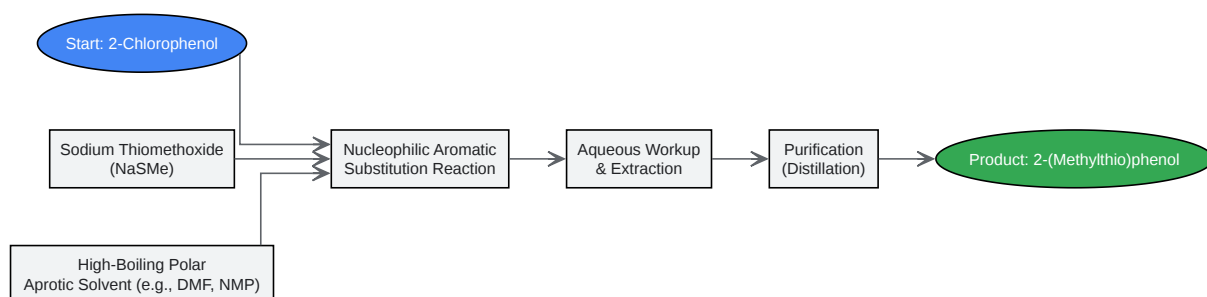 Start: 2-Chlorophenol
Sodium Thiomethoxide
(NaSMe)
High-Boiling Polar
Aprotic Solvent (e.g., DMF, NMP)
Nucleophilic Aromatic
Substitution Reaction
Aqueous Workup
& Extraction
Purification
(Distillation)
Product: 2-(Methylthio)phenol